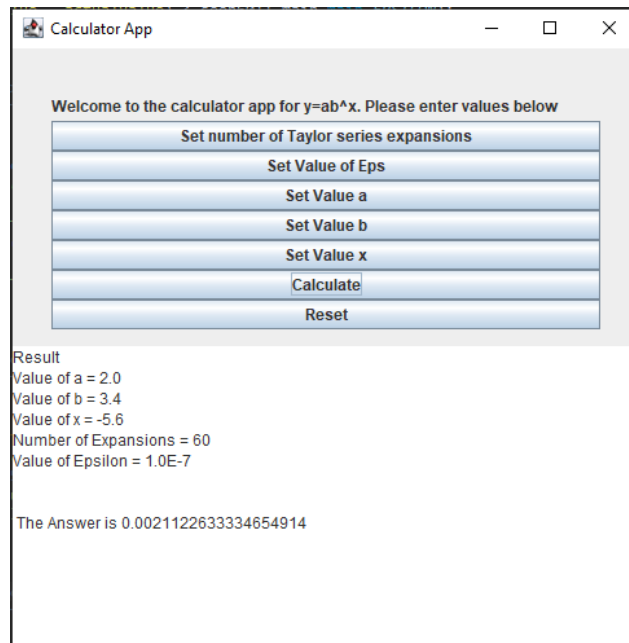 Calculator App
Welcome to the calculator app for y=ab^x. Please enter values below
Set number of Taylor series expansions
Set Value of Eps
Set Value a
Set Value b
Set Value x
Calculate
Reset
Result
Value of a = 2.0
Value of b = 3.4
Value of x = -5.6
Number of Expansions = 60
Value of Epsilon = 1.0E-7
The Answer is 0.0021122633334654914